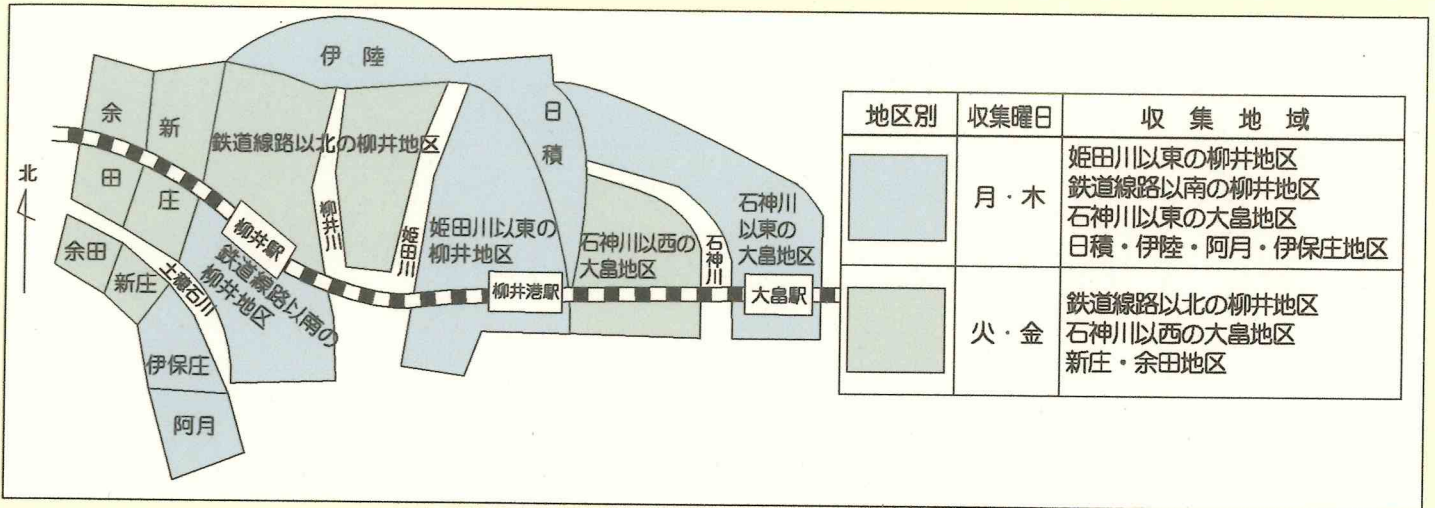 北
伊陸
余田
新庄
鉄道線路以北の柳井地区
日積
柳井駅
柳井川
姫田川
姫田川以東の
柳井地区
石神川以西の
大畠地区
石神川
石神川
以東の
大畠地区
余田
新庄
土穂石川
鉄道線路以南の
柳井地区
柳井港駅
大畠駅
伊保庄
阿月
地区別 収集曜日 収集地域
月・木
姫田川以東の柳井地区
鉄道線路以南の柳井地区
石神川以東の大畠地区
日積・伊陸・阿月・伊保庄地区
火・金
鉄道線路以北の柳井地区
石神川以西の大畠地区
新庄・余田地区